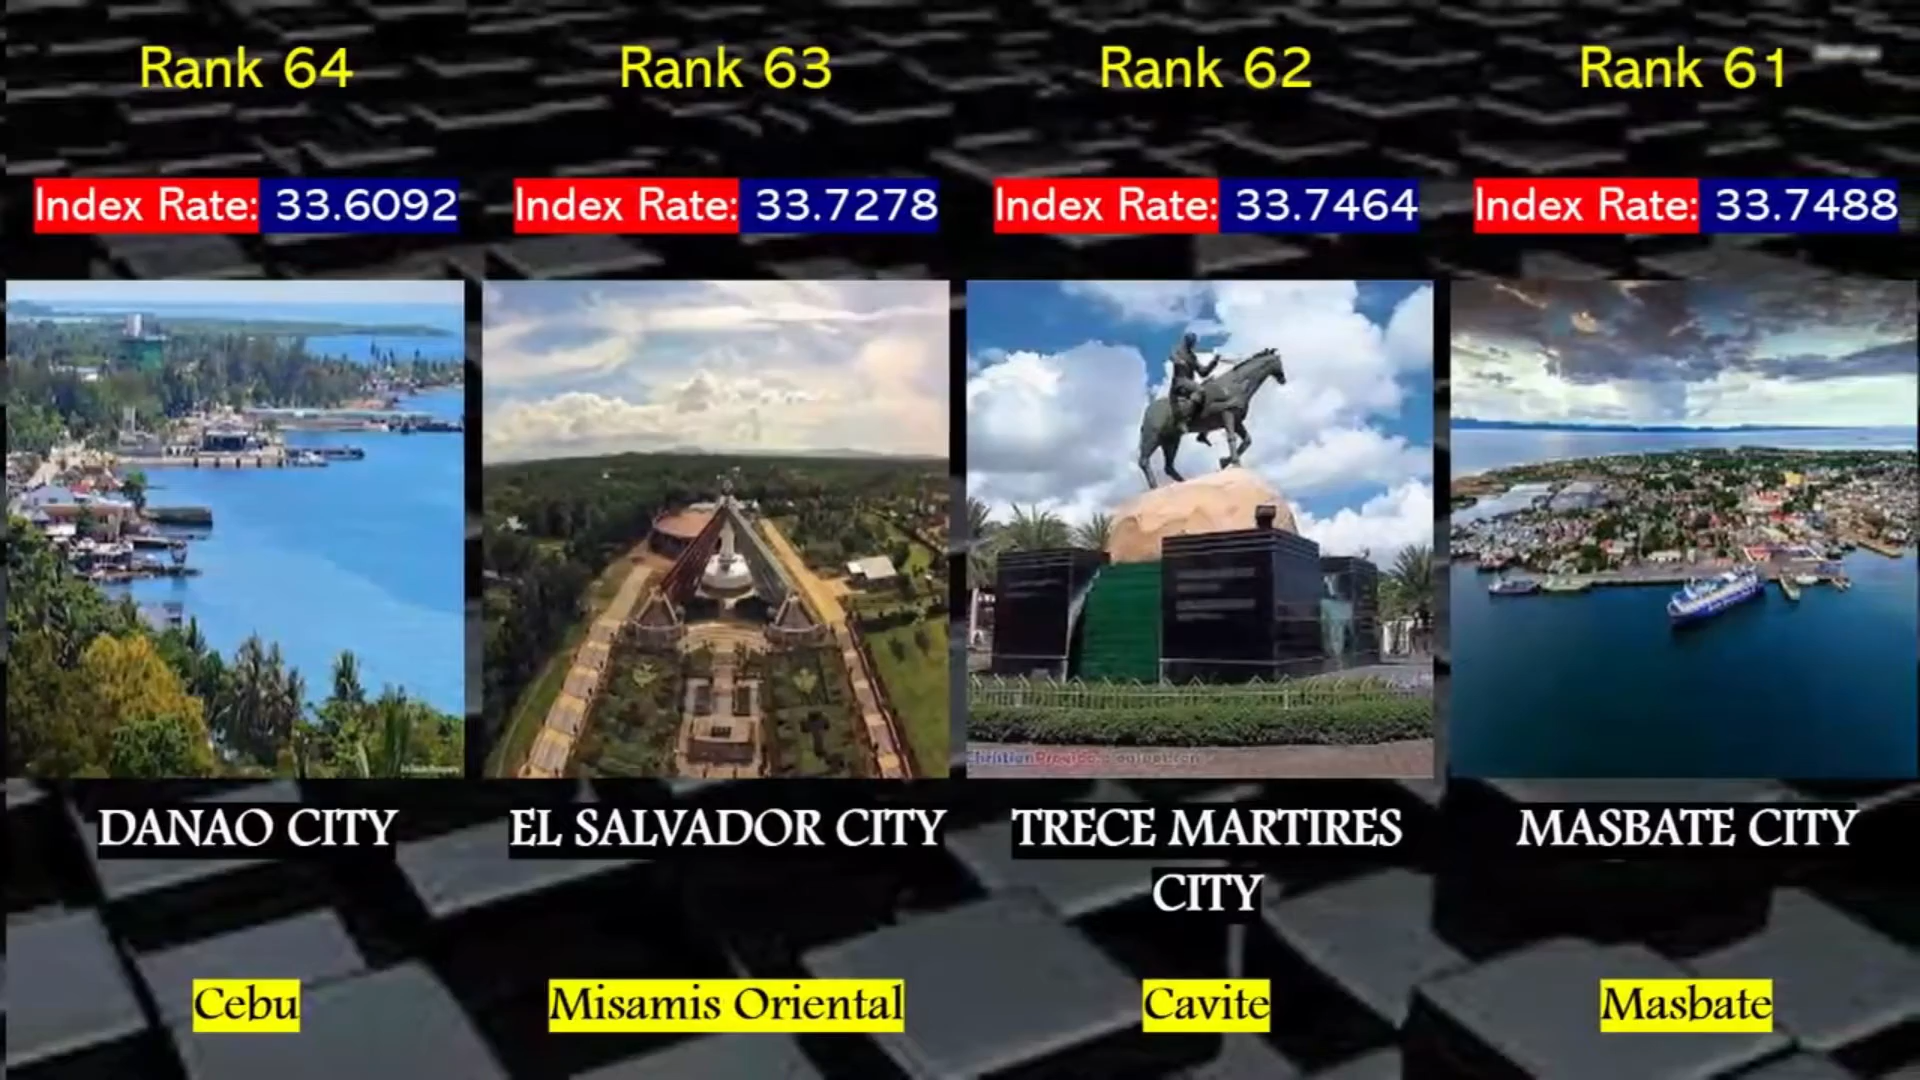 Rank 64
Rank 63
Rank 62
Rank 61
Index Rate: 33.6092
Index Rate: 33.7278
Index Rate: 33.7464
Index Rate: 33.7488
DANAO CITY
EL SALVADOR CITY
TRECE MARTIRES
CITY
MASBATE CITY
Cebu
Misamis Oriental
Cavite
Masbate